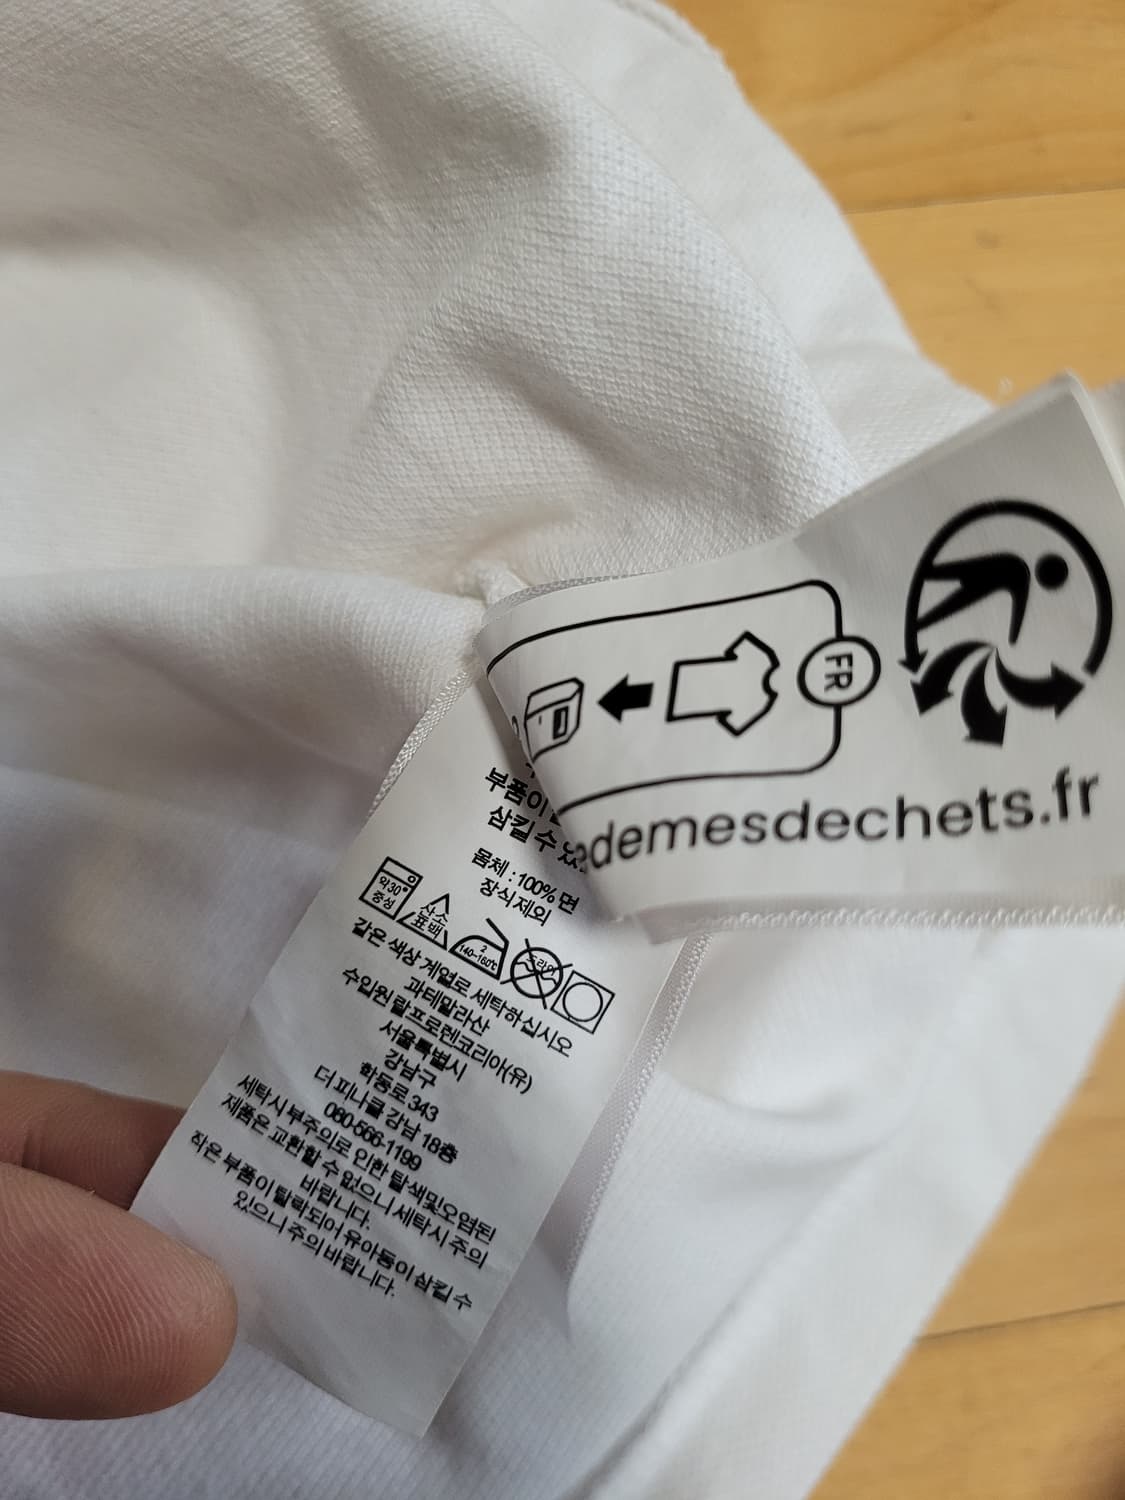 FR
edemesdechets.fr
부품이
삼킬 수
몸체 : 100% 면
장식제외
약30°
중성
산소
표백
2
140~160℃
드라이
같은 색상 계열로 세탁하십시오
과테말라산
수입원 랄프로렌코리아(유)
서울특별시
강남구
동로 343
더 피나클 강남 18층
080-566-1199
세탁시 부주의로 인한 탈색및오염된
제품은 교환할 수 없으니 세탁시 주의
바랍니다.
작은 부품이 탈락되어 유아동이 삼킬 수
있으니 주의 바랍니다.